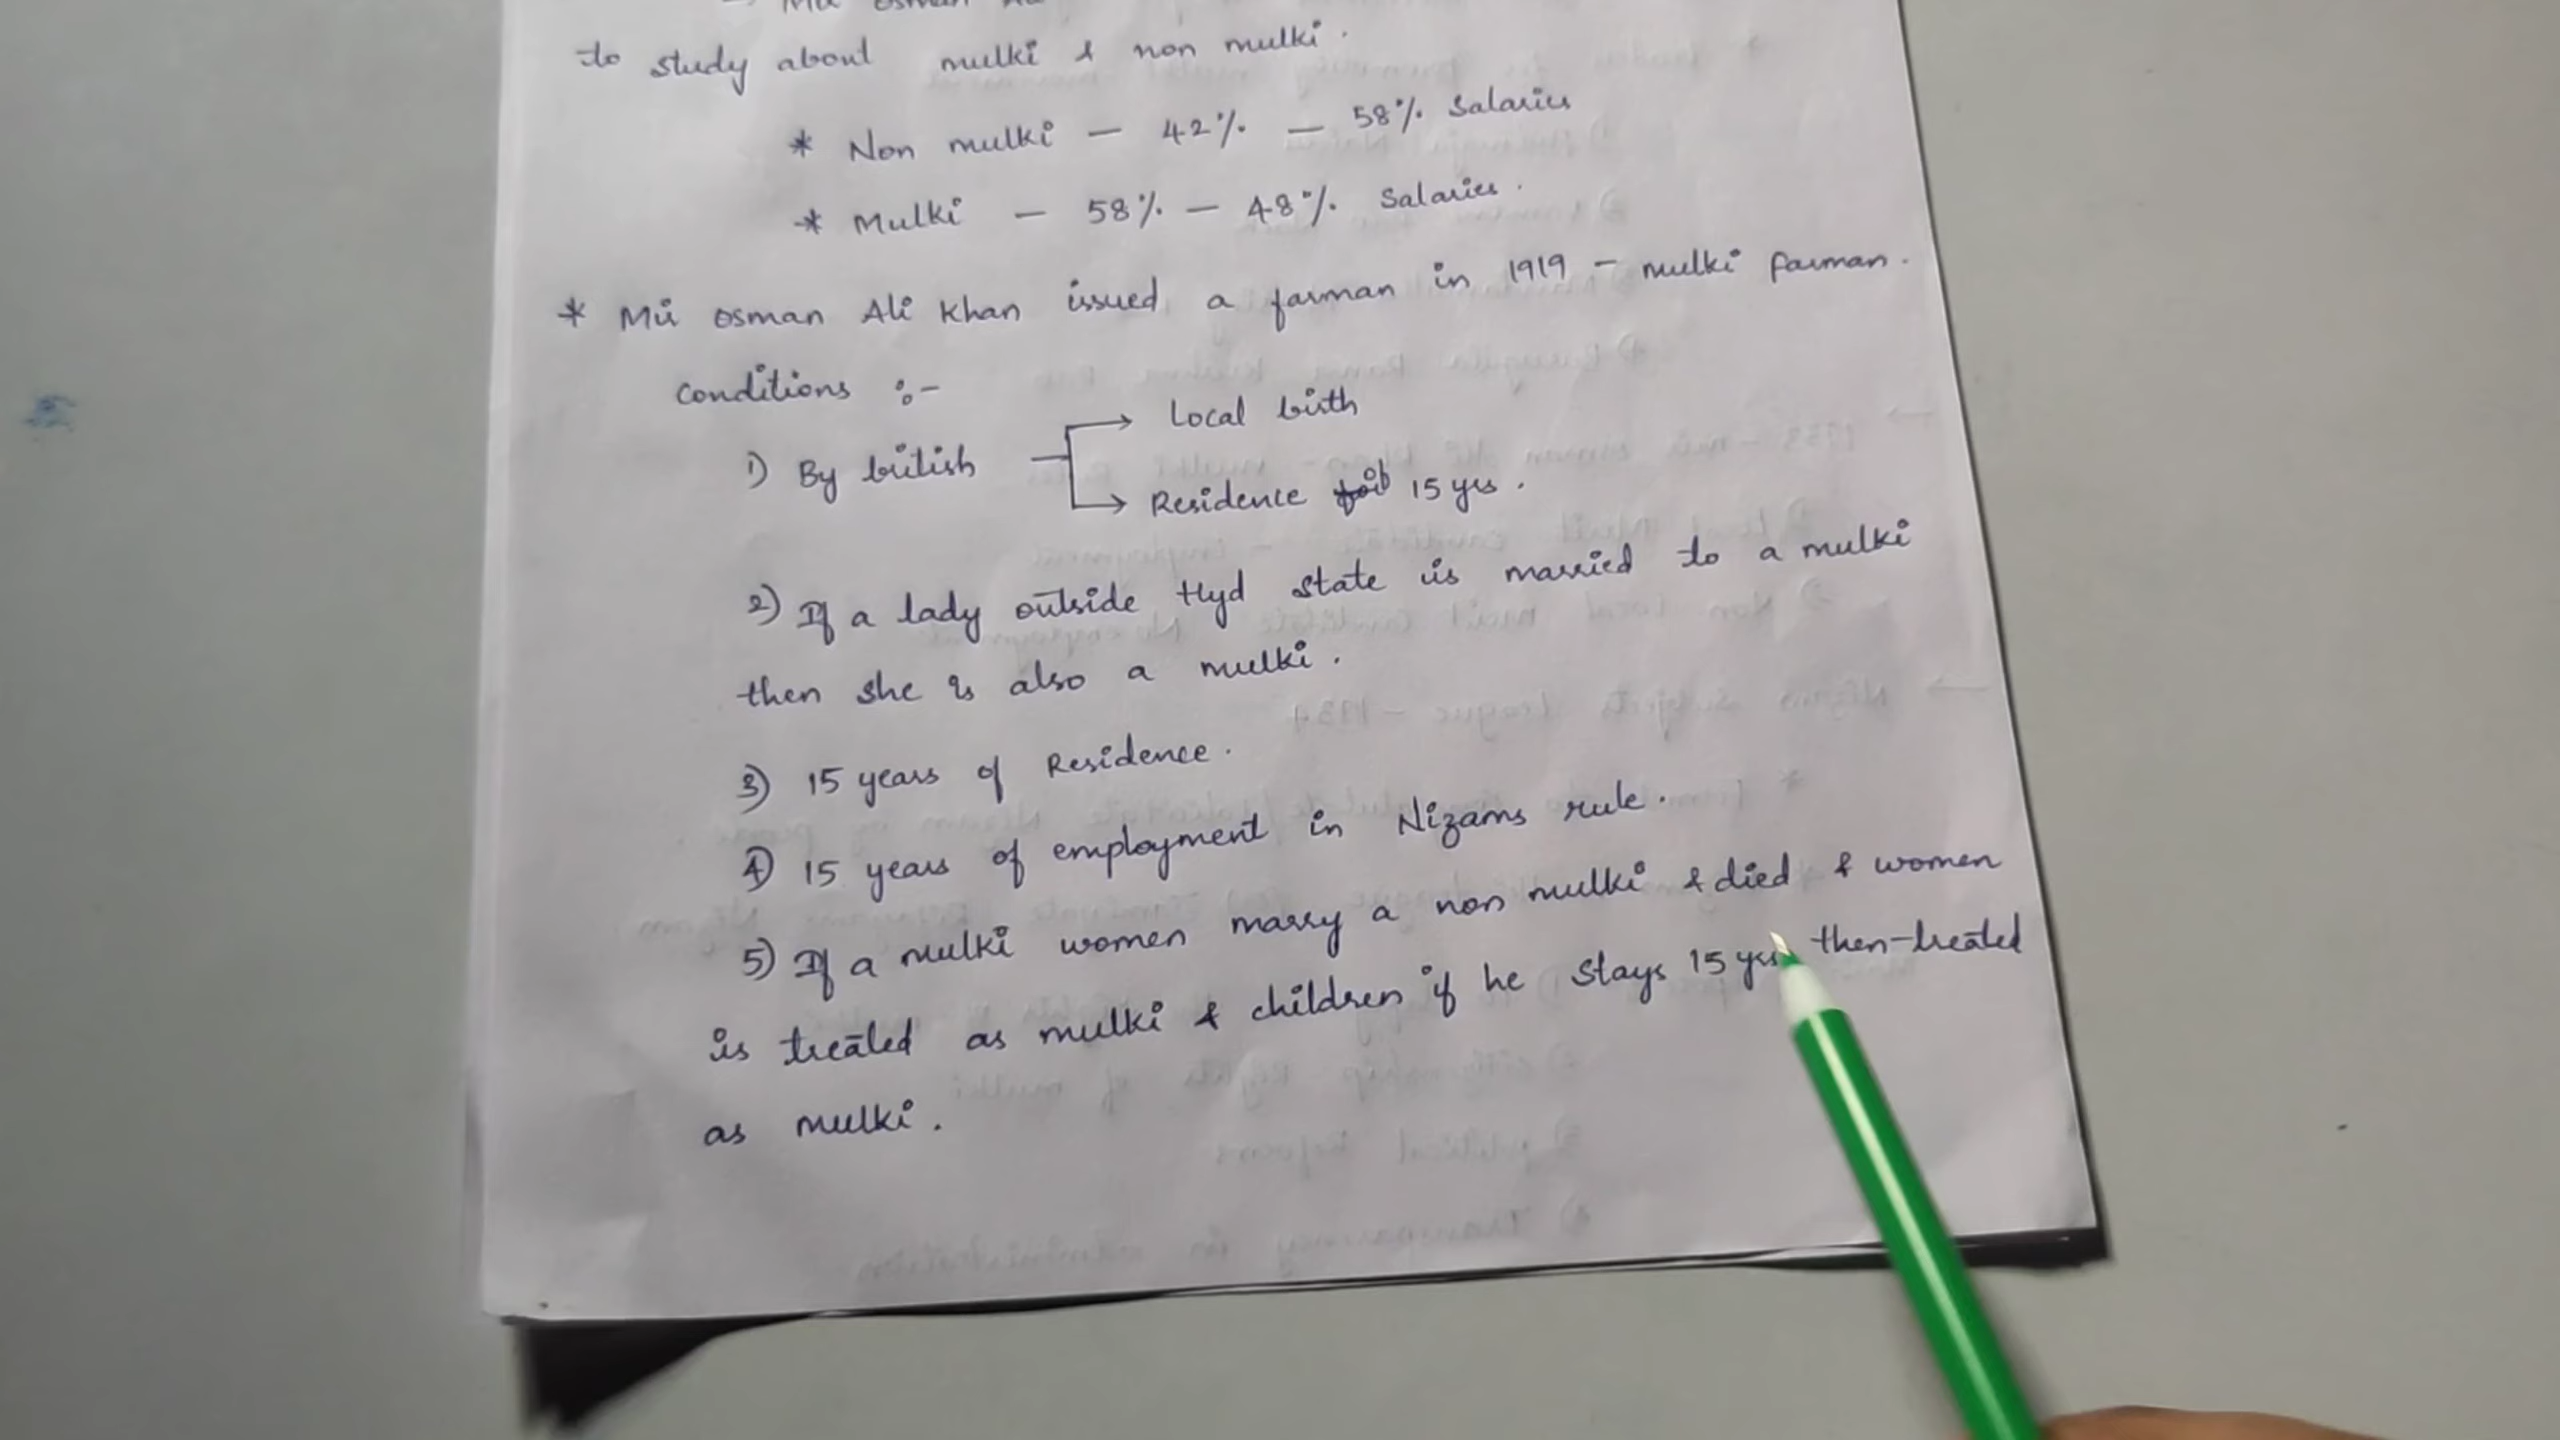 to study about mulki & non mulki.
* Non mulki – 42% – 58% Salaries
* Mulki – 58% – 48% Salaries.
* Mir osman Ali khan issued a farman in 1919 – mulki farman.
conditions :-
1) By british
Local birth
Residence 15 yrs.
2) If a lady outside Hyd state is married to a mulki
then she is also a mulki.
3) 15 years of Residence.
4) 15 years of employment in Nizams rule.
5) If a mulki women marry a non mulki & died & women
is treated as mulki & children if he stays 15 yrs then treated
as mulki.